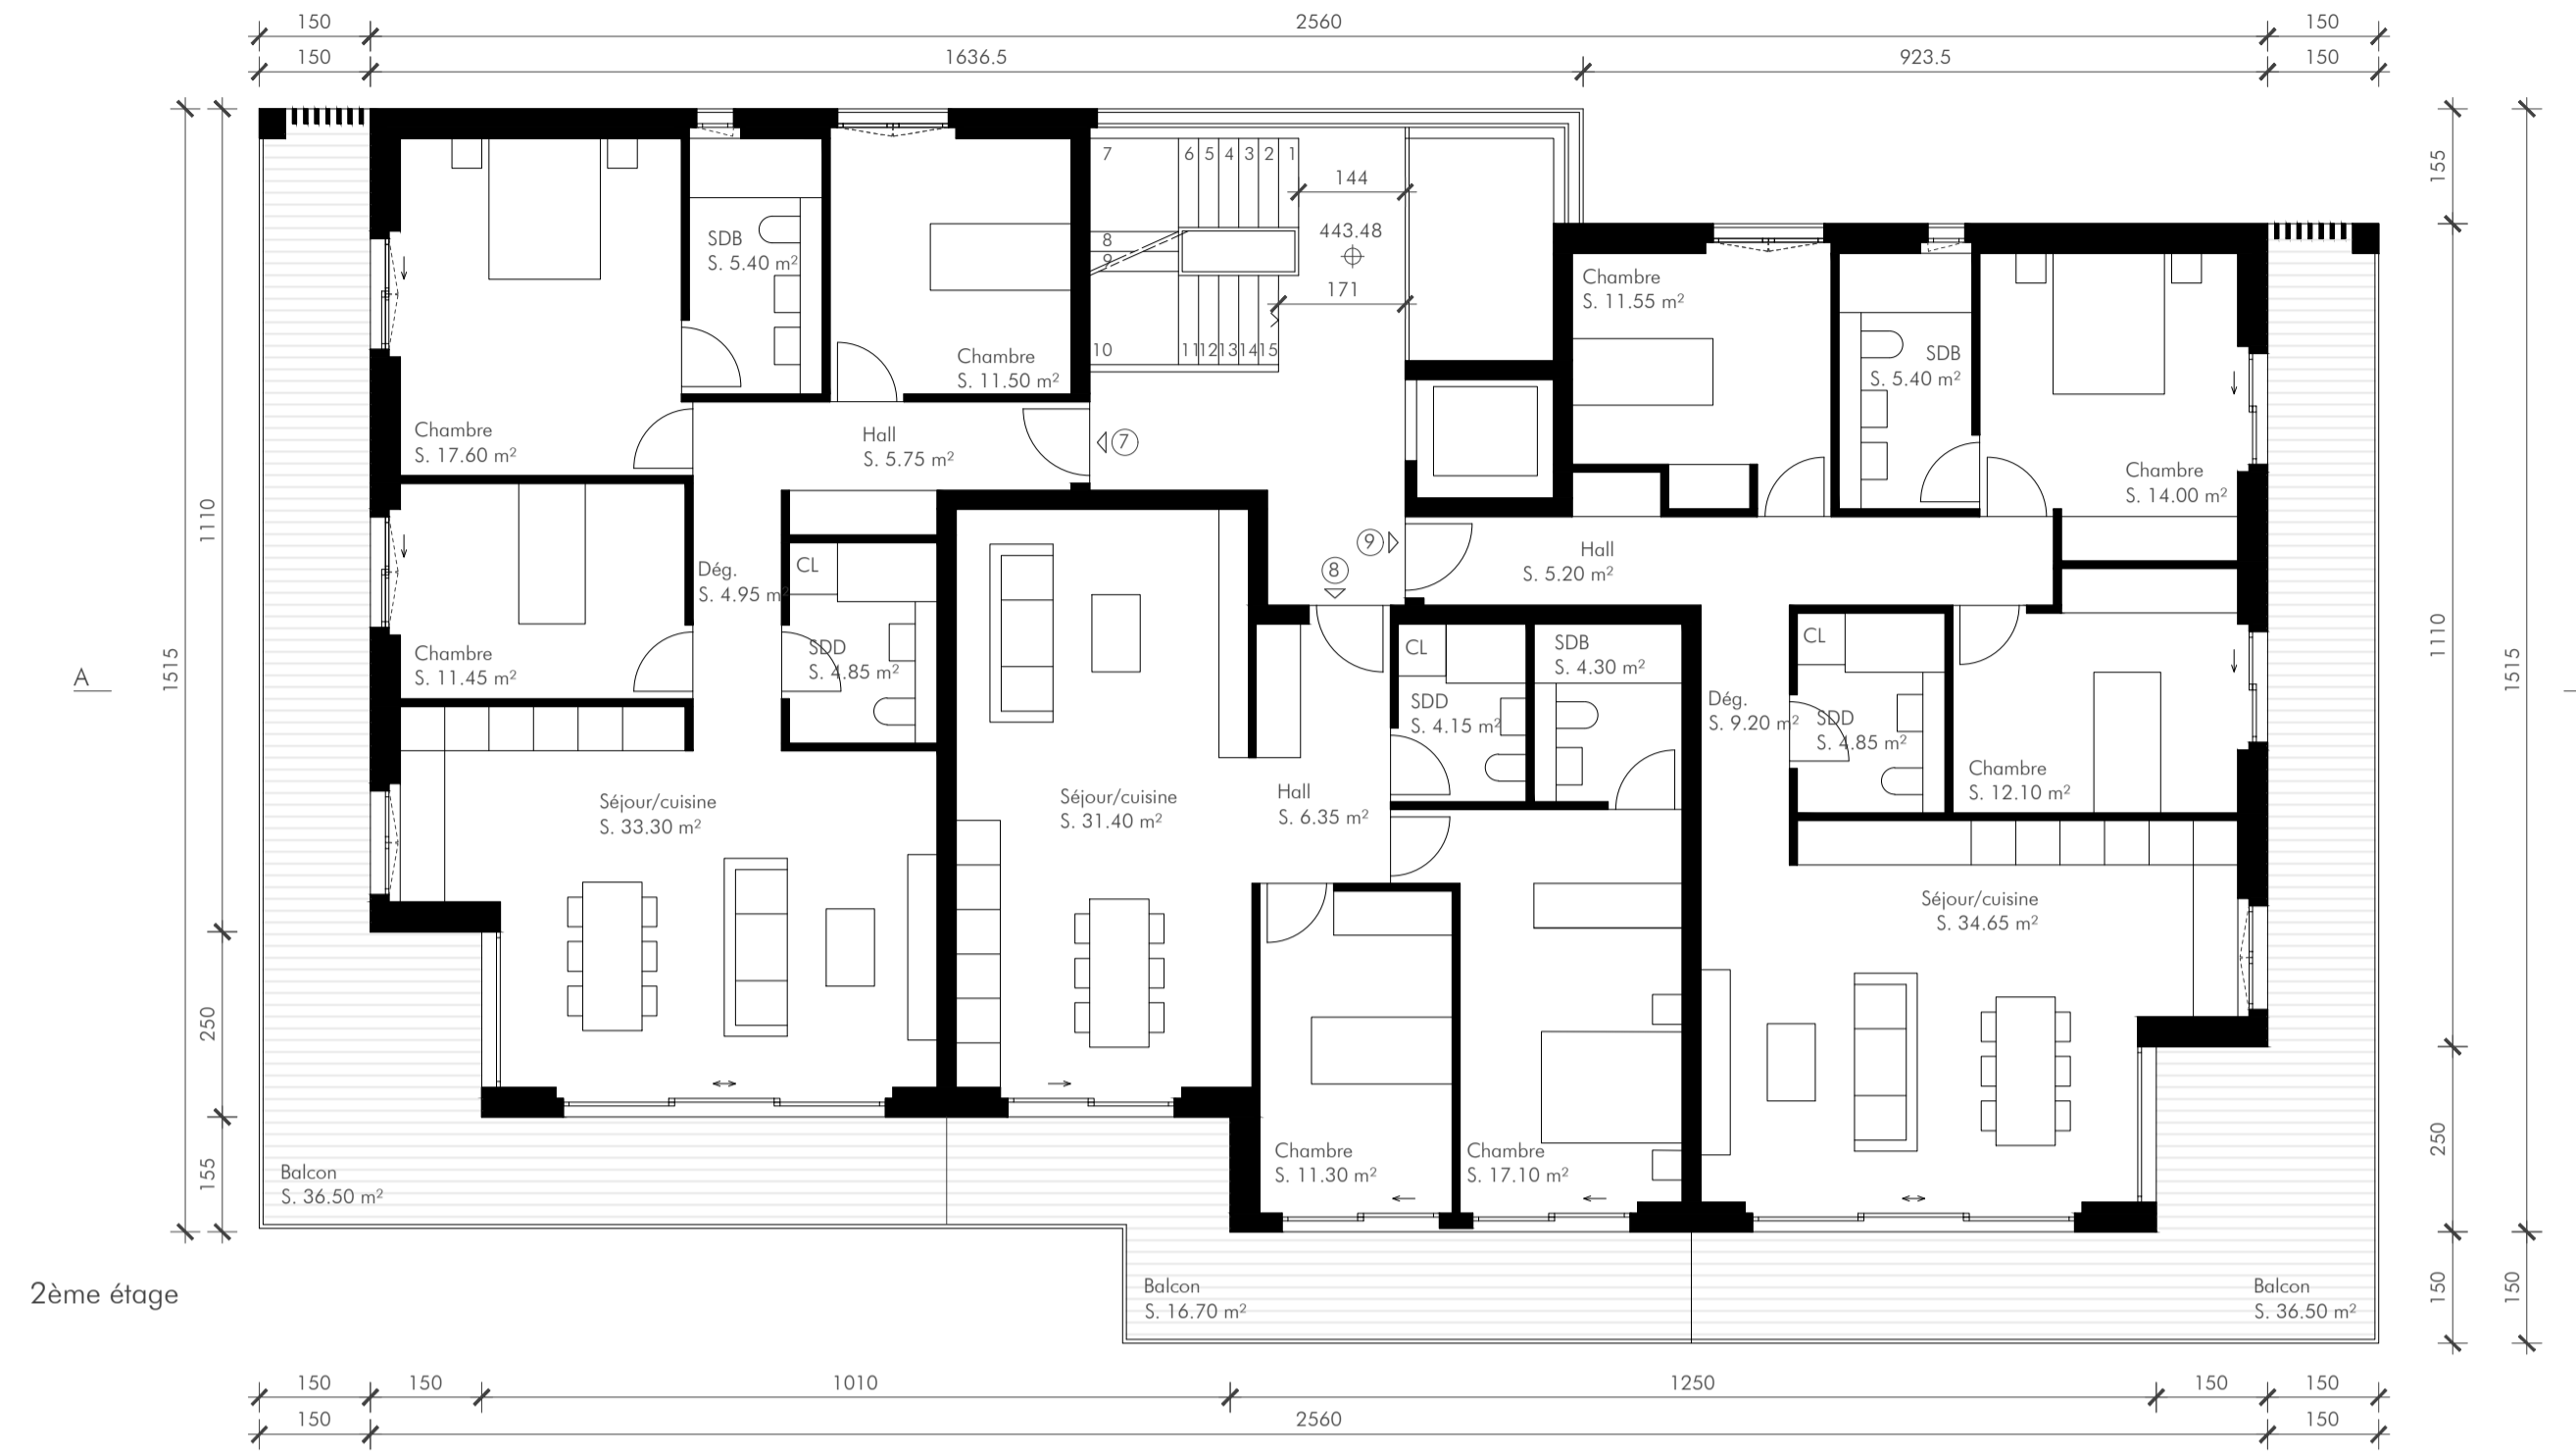 150
2560
150
150
1636.5
923.5
150
7
6
5
4
3
2
1
144
443.48
8
9
171
10
11
12
13
14
15
SDB
S. 5.40 m²
Chambre
S. 11.50 m²
Chambre
S. 17.60 m²
Hall
S. 5.75 m²
7
Chambre
S. 11.55 m²
SDB
S. 5.40 m²
Chambre
S. 14.00 m²
155
1110
1515
A
Chambre
S. 11.45 m²
Dég.
S. 4.95 m²
CL
SDD
S. 4.85 m²
8
9
Hall
S. 5.20 m²
CL
SDD
S. 4.15 m²
SDB
S. 4.30 m²
Dég.
S. 9.20 m²
CL
SDD
S. 4.85 m²
Chambre
S. 12.10 m²
1110
1515
Séjour/cuisine
S. 33.30 m²
Séjour/cuisine
S. 31.40 m²
Hall
S. 6.35 m²
Séjour/cuisine
S. 34.65 m²
250
155
Chambre
S. 11.30 m²
Chambre
S. 17.10 m²
250
Balcon
S. 36.50 m²
2ème étage
Balcon
S. 16.70 m²
Balcon
S. 36.50 m²
150
150
150
150
1010
1250
150
150
150
2560
150